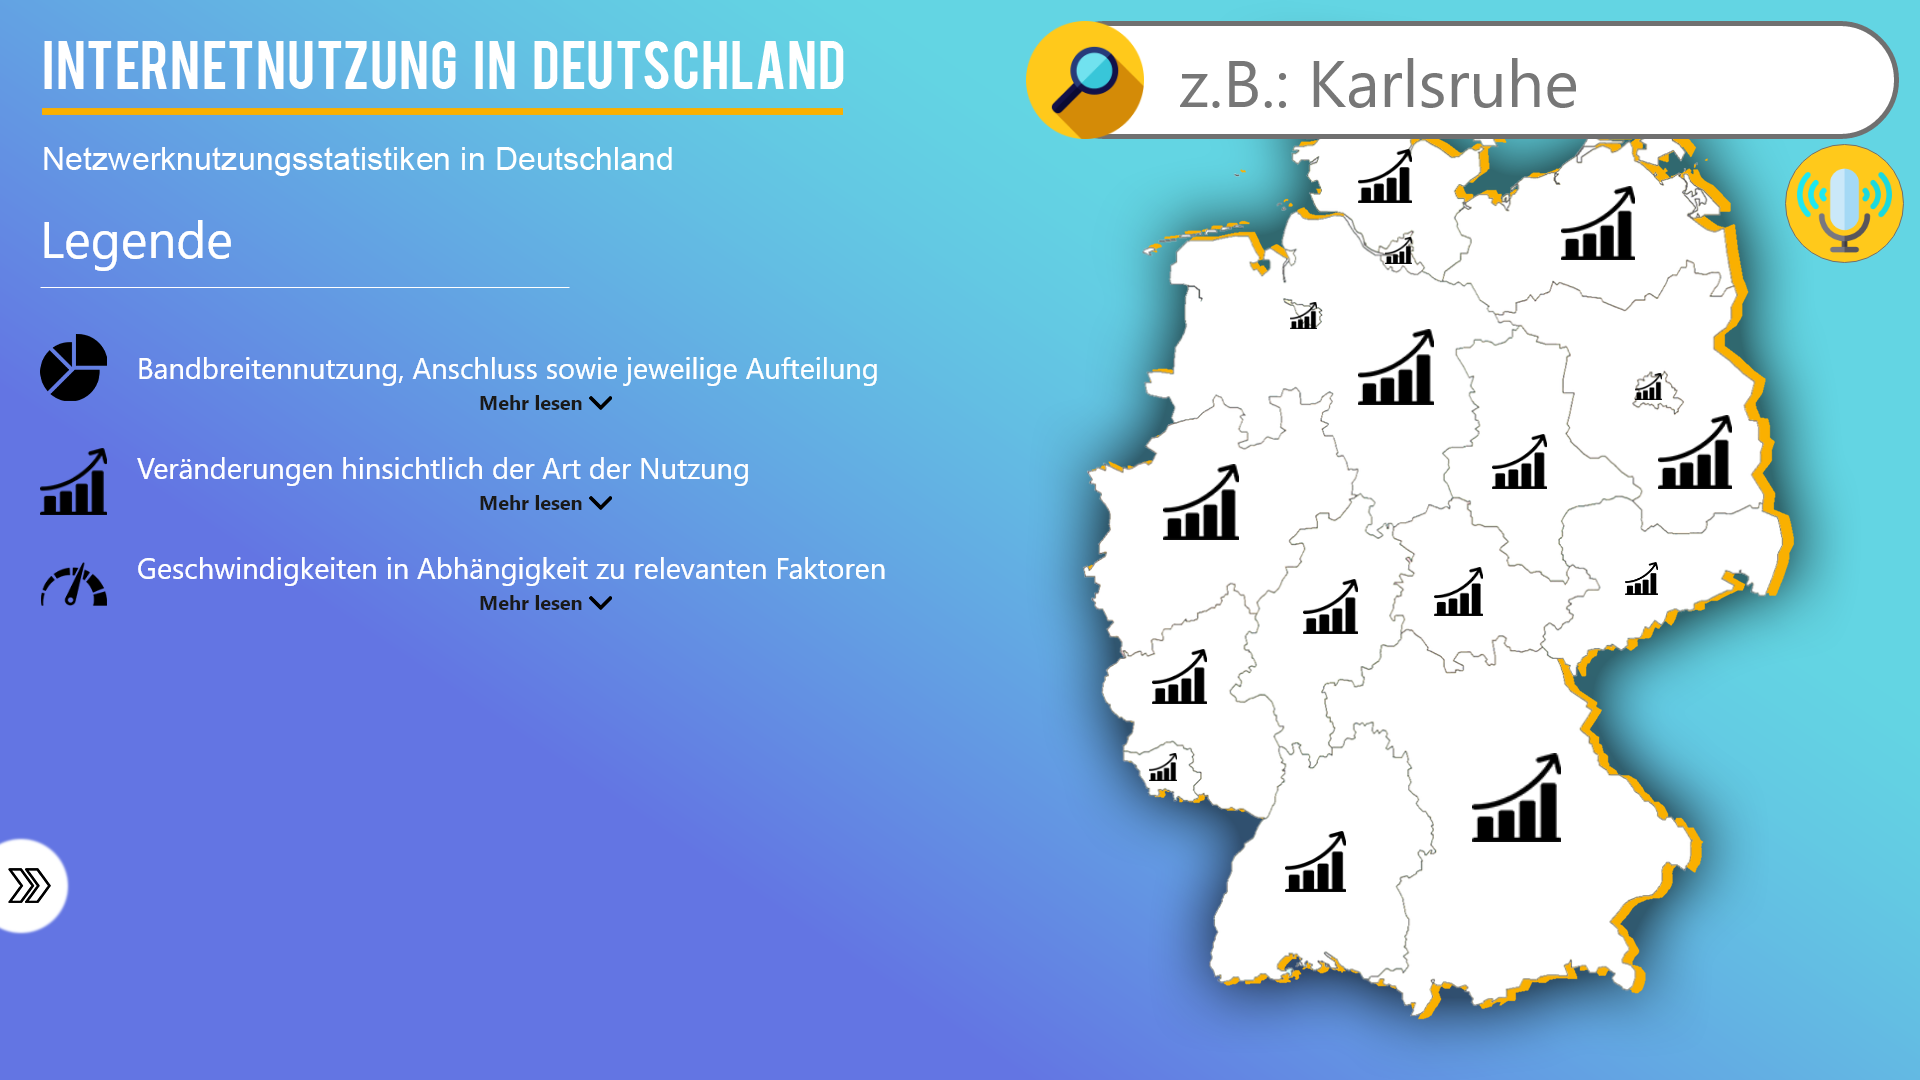 INTERNETNUTZUNG IN DEUTSCHLAND
z.B.: Karlsruhe
Netzwerknutzungsstatistiken in Deutschland
Legende
Bandbreitennutzung, Anschluss sowie jeweilige Aufteilung
Mehr lesen
Veränderungen hinsichtlich der Art der Nutzung
Mehr lesen
Geschwindigkeiten in Abhängigkeit zu relevanten Faktoren
Mehr lesen